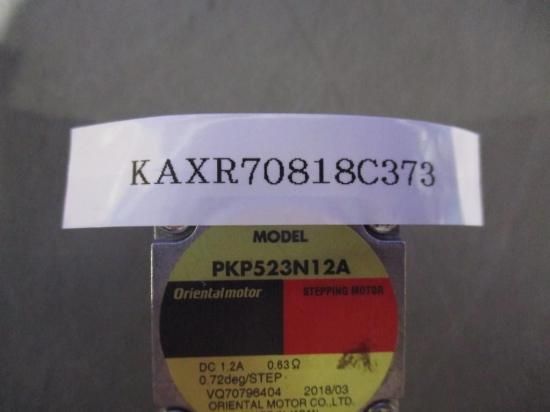 KAXR70818C373
MODEL
PKP523N12A
Orientalmotor STEPPING MOTOR
DC 1.2A 0.63Ω
0.72deg/STEP
VQ70796404 2018/03
ORIENTAL MOTOR CO.,LTD.